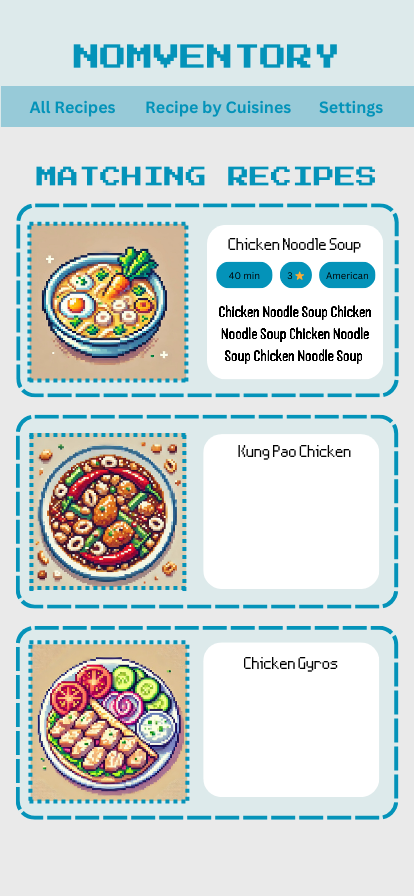 NOMVENTORY
All Recipes Recipe by Cuisines Settings
MATCHING RECIPES
Chicken Noodle Soup
40 min 3⭐ American
Chicken Noodle Soup Chicken
Noodle Soup Chicken Noodle
Soup Chicken Noodle Soup
Kung Pao Chicken
Chicken Gyros